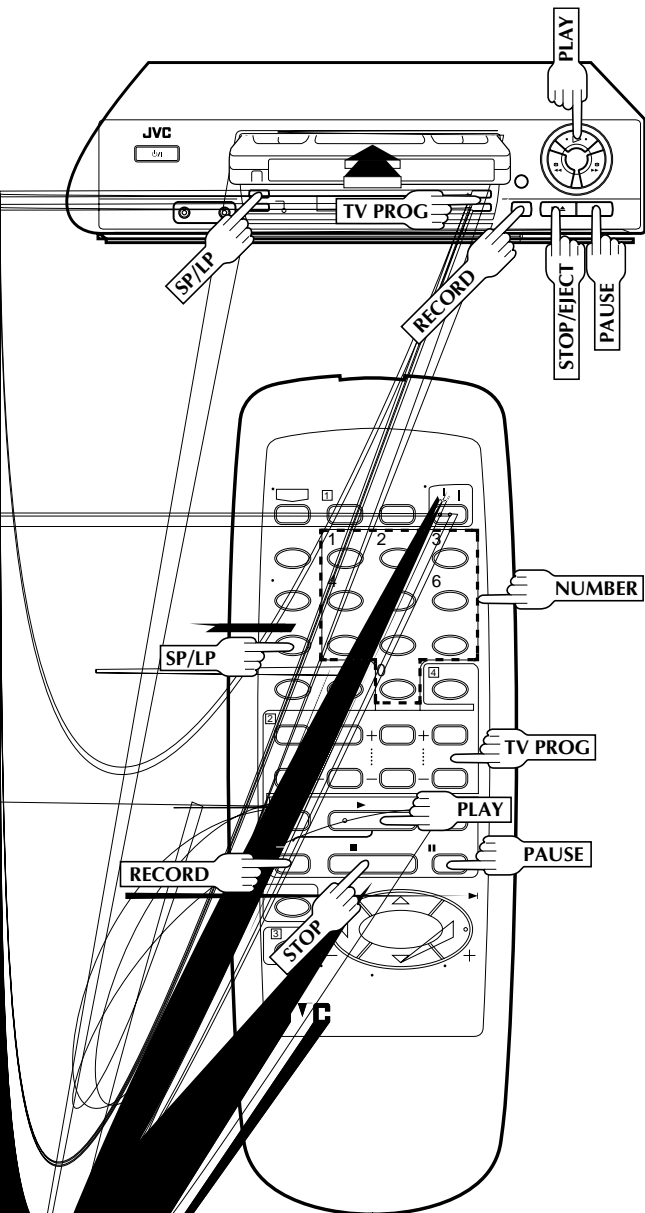 PLAY
JVC
TV PROG
SP/LP
RECORD
STOP/EJECT
PAUSE
1
1 2 3
4 6
NUMBER
SP/LP
0
4
2
+ +
TV PROG
- -
PLAY
PAUSE
RECORD
STOP
3
- +